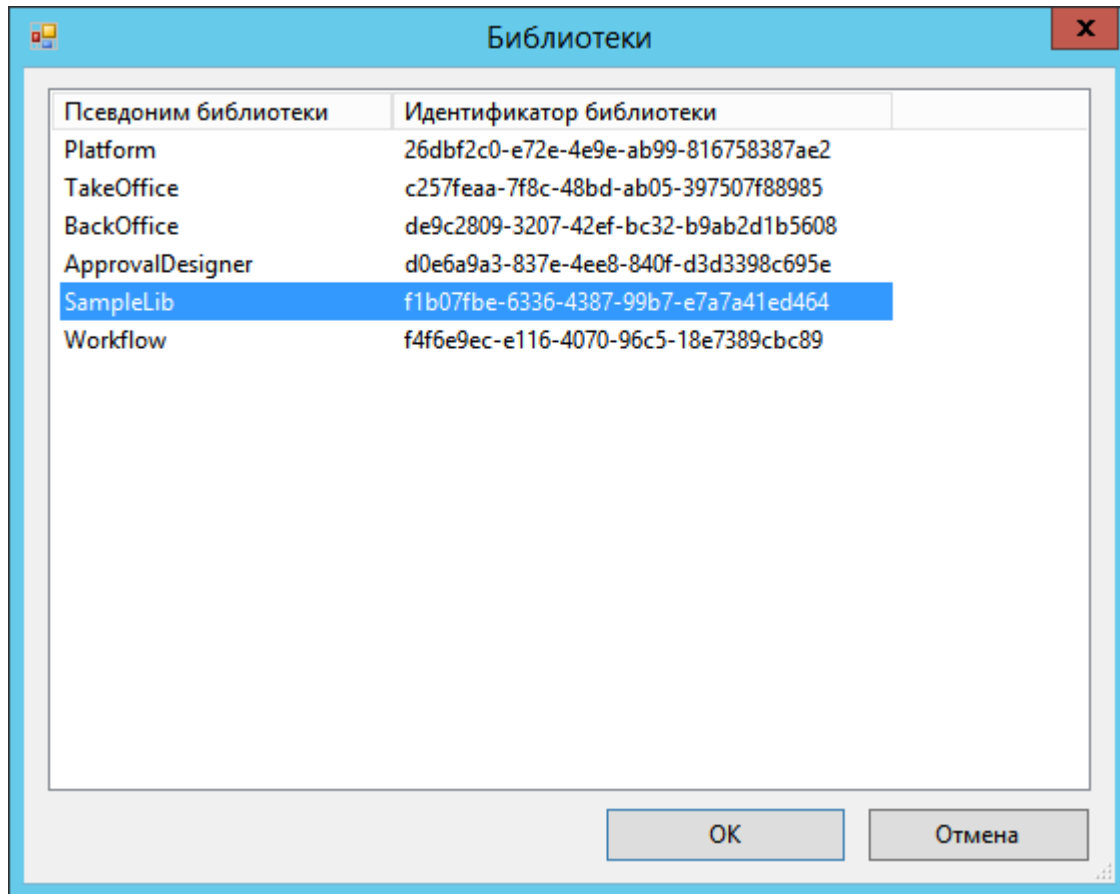 Библиотеки
Псевдоним библиотеки Идентификатор библиотеки
Platform 26dbf2c0-e72e-4e9e-ab99-816758387ae2
TakeOffice c257feaa-7f8c-48bd-ab05-397507f88985
BackOffice de9c2809-3207-42ef-bc32-b9ab2d1b5608
ApprovalDesigner d0e6a9a3-837e-4ee8-840f-d3d3398c695e
SampleLib f1b07fbe-6336-4387-99b7-e7a7a41ed464
Workflow f4f6e9ec-e116-4070-96c5-18e7389cbc89
OK Отмена